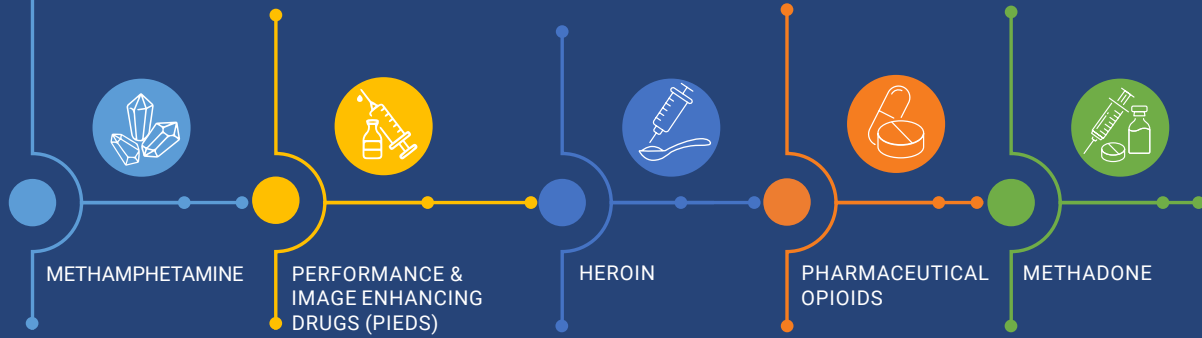 METHAMPHETAMINE
PERFORMANCE &
IMAGE ENHANCING
DRUGS (PIEDS)
HEROIN
PHARMACEUTICAL
OPIOIDS
METHADONE